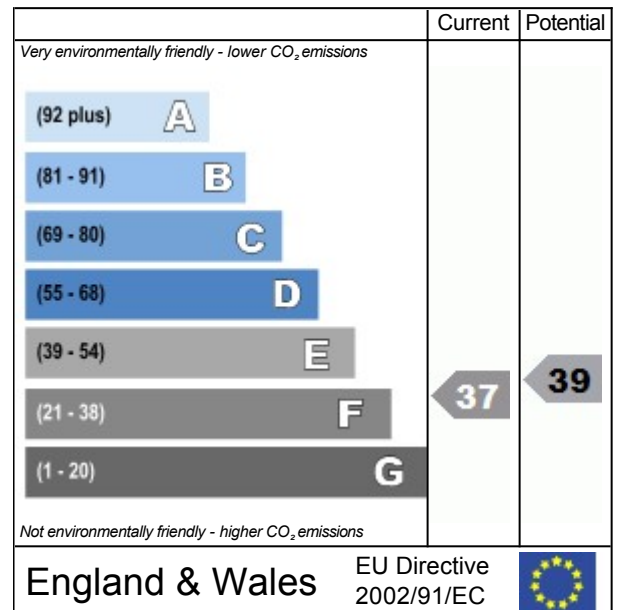 Current Potential
Very environmentally friendly - lower CO₂ emissions
(92 plus) A
(81 - 91) B
(69 - 80) C
(55 - 68) D
(39 - 54) E
(21 - 38) F
(1 - 20) G
37
39
Not environmentally friendly - higher CO₂ emissions
England & Wales
EU Directive
2002/91/EC